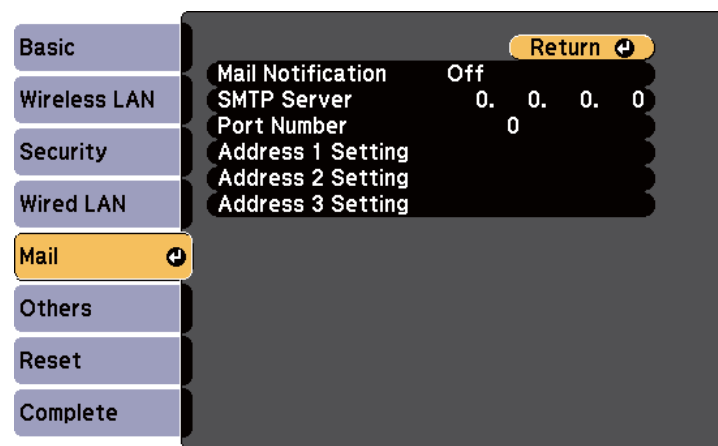 Basic
Wireless LAN
Security
Wired LAN
Mail
Others
Reset
Complete
Return
Mail Notification Off
SMTP Server 0. 0. 0. 0
Port Number 0
Address 1 Setting
Address 2 Setting
Address 3 Setting